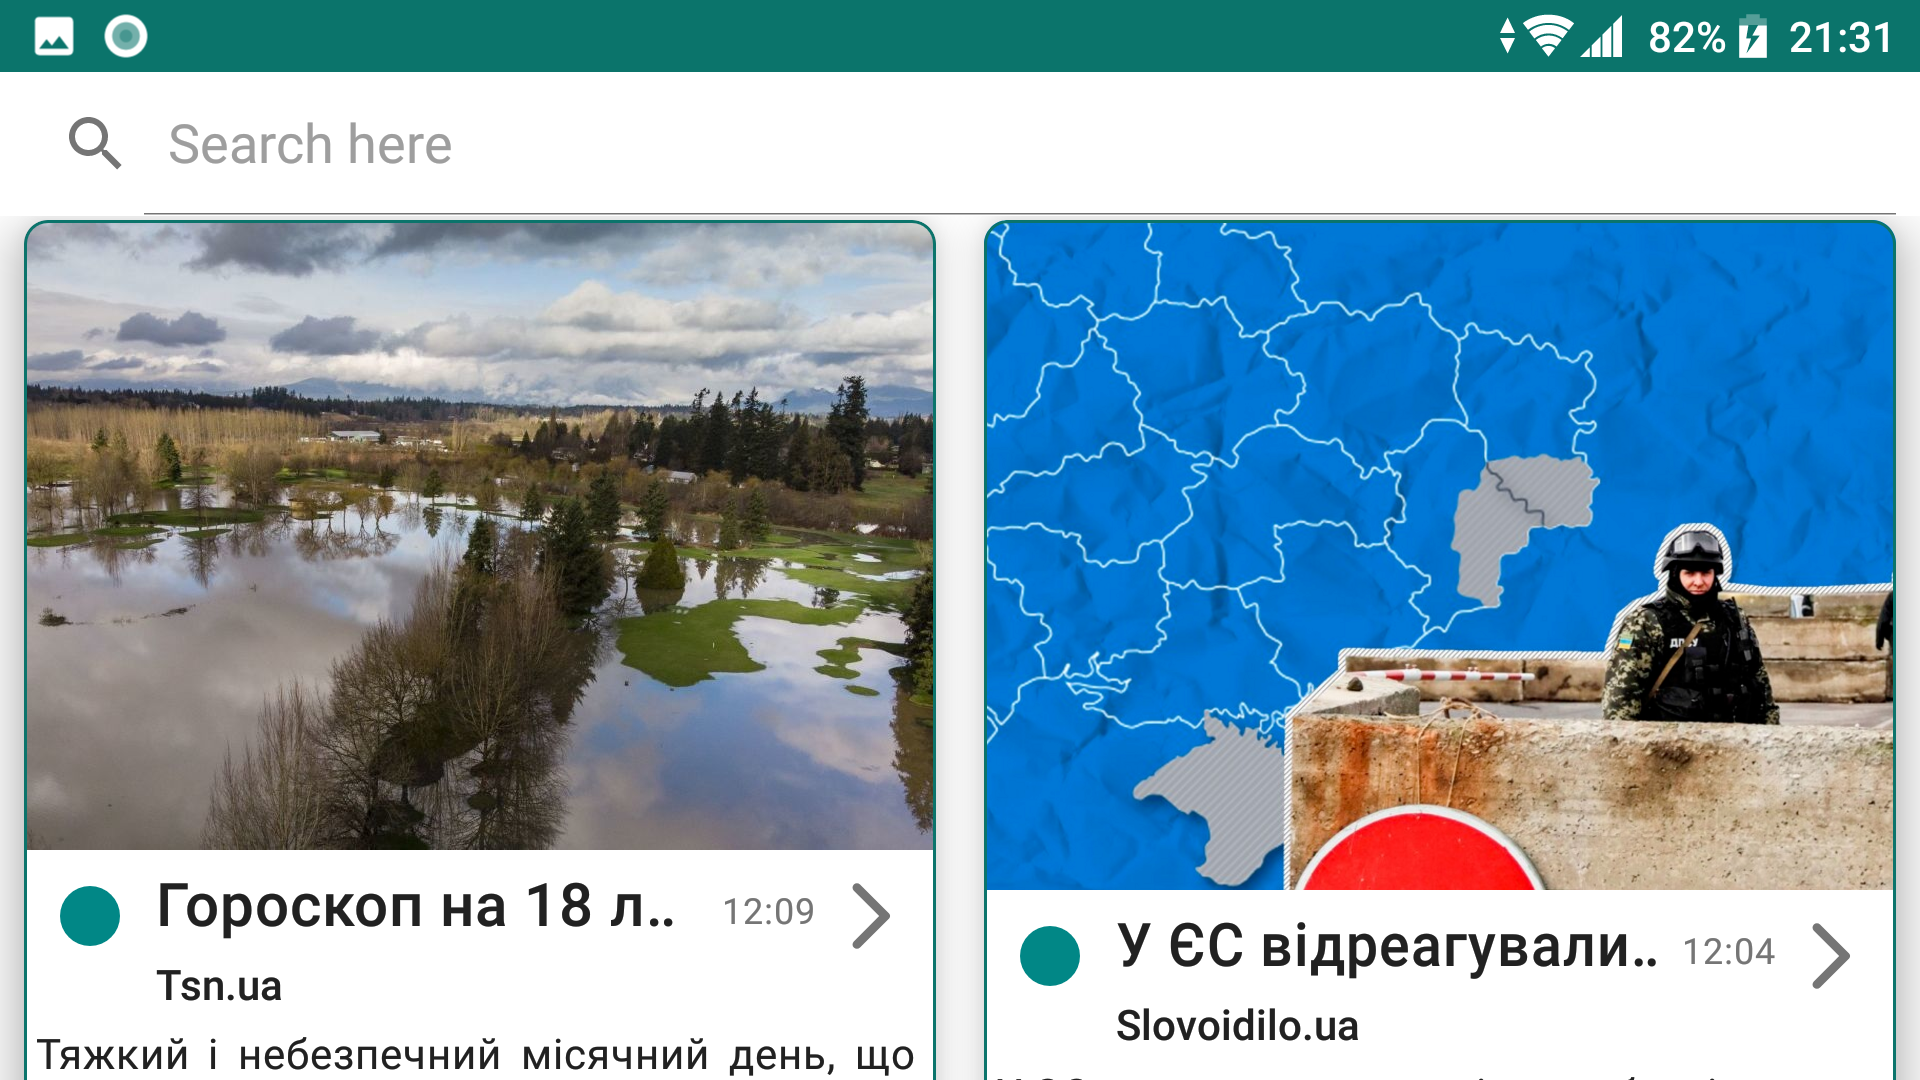 82% 21:31
Search here
Гороскоп на 18 л.. 12:09
Tsn.ua
Тяжкий і небезпечний місячний день, що
У ЄС відреагували.. 12:04
Slovoidilo.ua